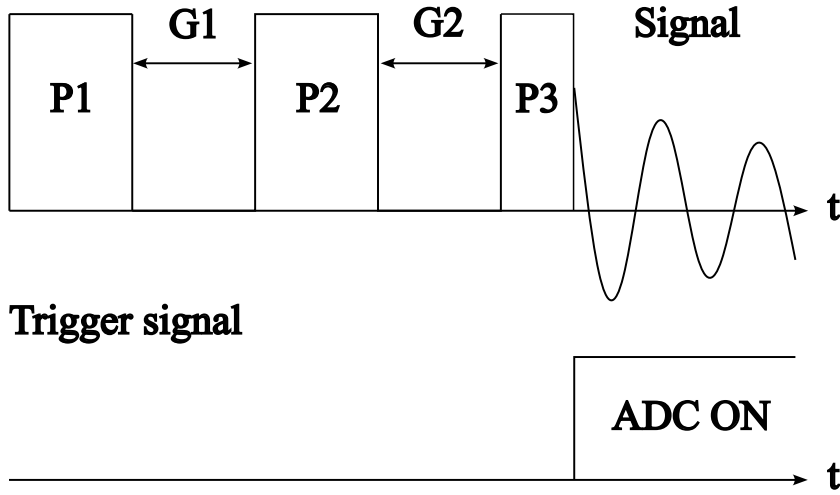 G1 G2 Signal
P1 P2 P3
t
Trigger signal
ADC ON
t